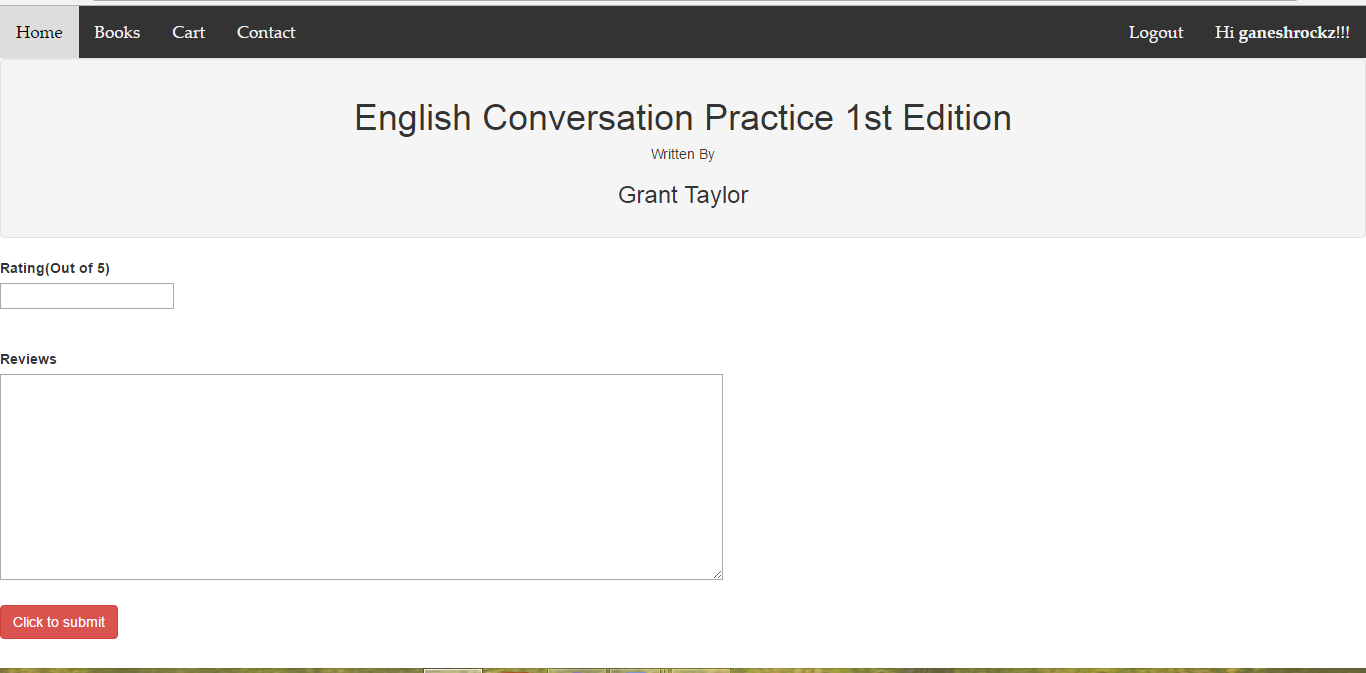 Home Books Cart Contact Logout Hi ganeshrockz!!!
English Conversation Practice 1st Edition
Written By
Grant Taylor
Rating(Out of 5)
Reviews
Click to submit